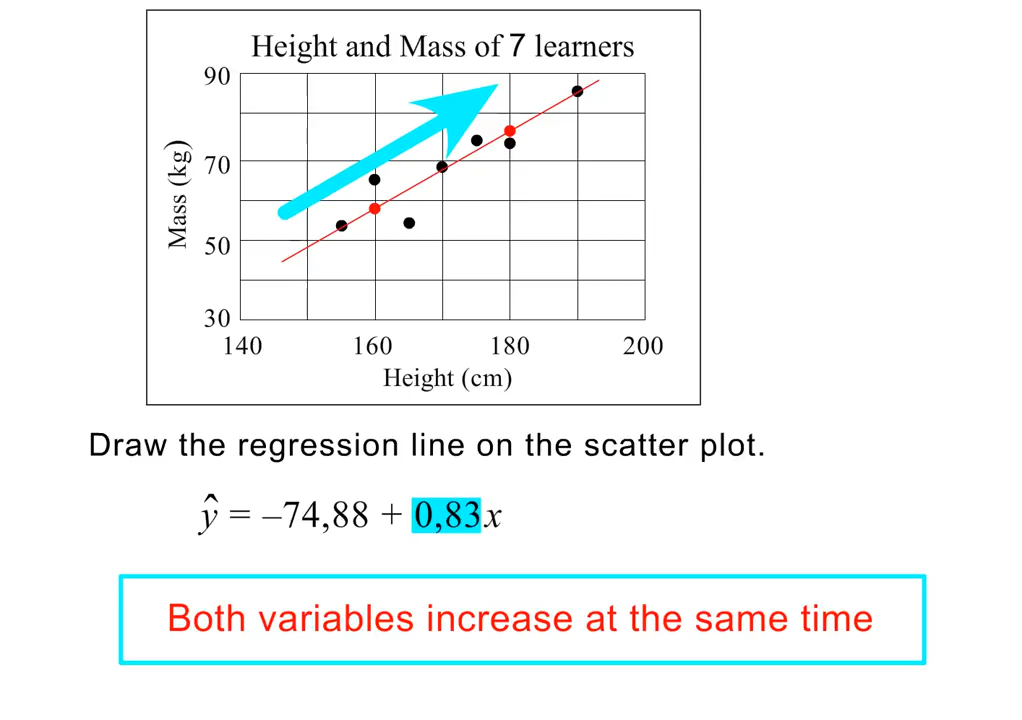 Height and Mass of 7 learners
90
70
50
30
Mass (kg)
140 160 180 200
Height (cm)
Draw the regression line on the scatter plot.
ŷ = –74,88 + 0,83x
Both variables increase at the same time